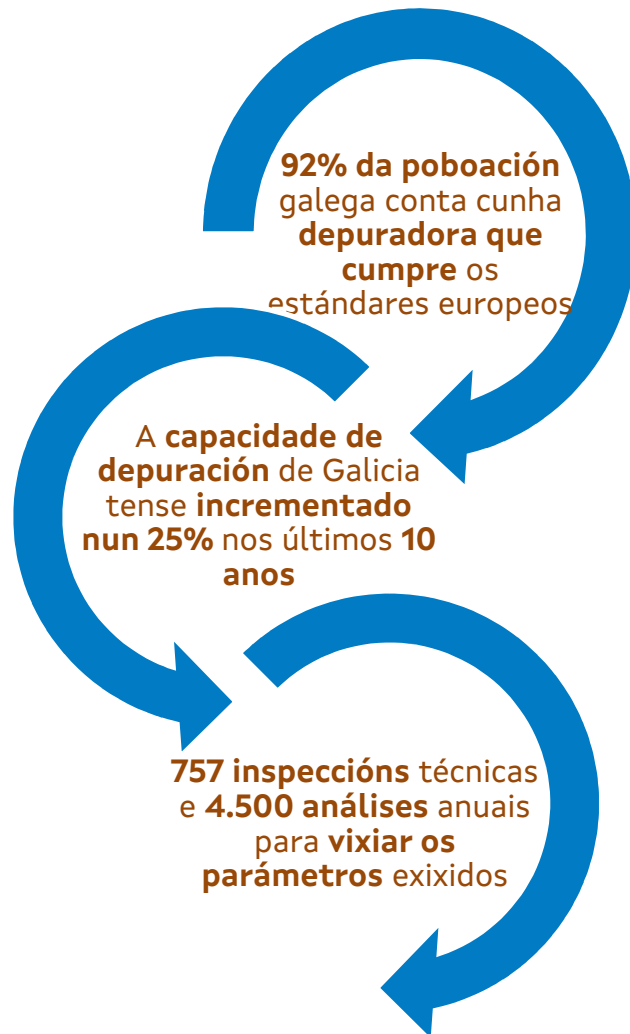 92% da poboación
galega conta cunha
depuradora que
cumpre os
estándares europeos
A capacidade de
depuración de Galicia
tense incrementado
nun 25% nos últimos 10
anos
757 inspeccións técnicas
e 4.500 análises anuais
para vixiar os
parámetros exixidos